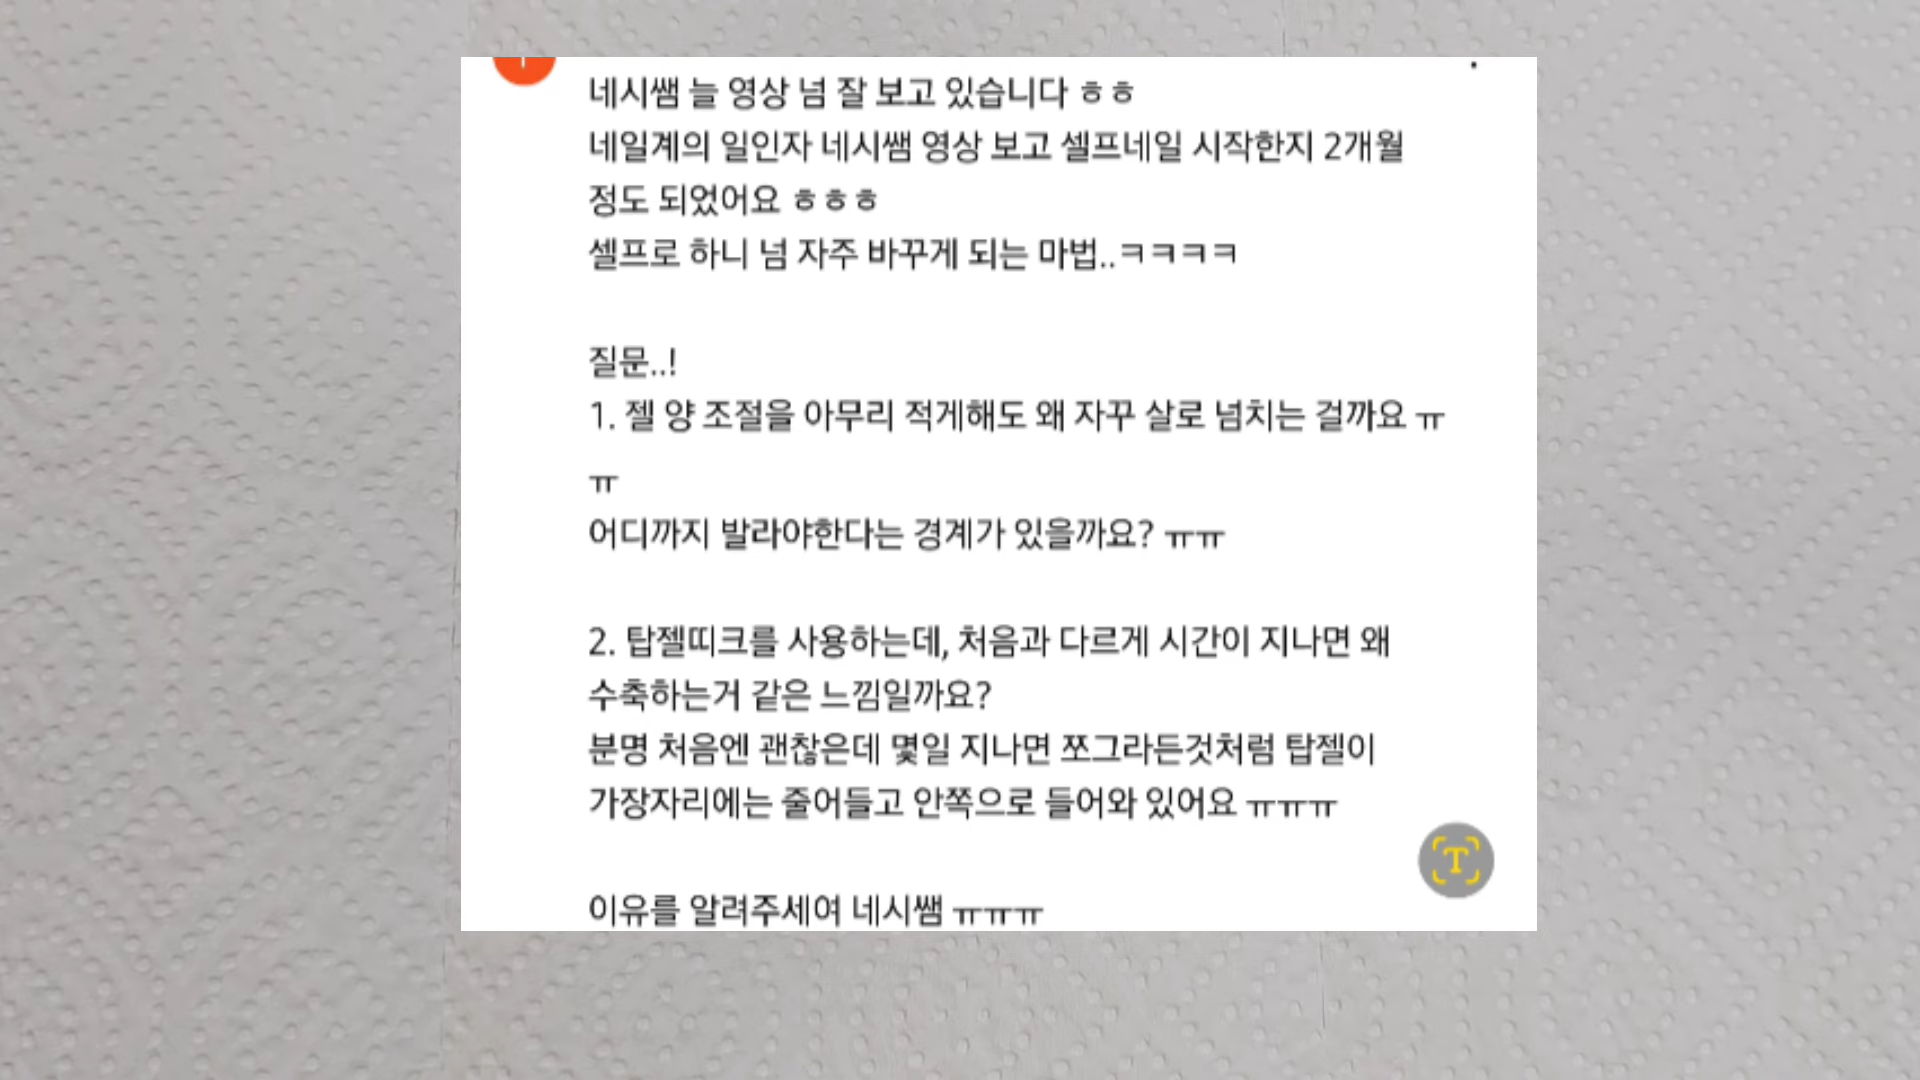 네시쌤 늘 영상 넘 잘 보고 있습니다 ㅎㅎ
네일계의 일인자 네시쌤 영상 보고 셀프네일 시작한지 2개월
정도 되었어요 ㅎㅎㅎ
셀프로 하니 넘 자주 바꾸게 되는 마법..ㅋㅋㅋㅋ
질문..!
1. 젤 양 조절을 아무리 적게해도 왜 자꾸 살로 넘치는 걸까요 ㅠ
ㅠ
어디까지 발라야한다는 경계가 있을까요? ㅠㅠ
2. 탑젤띠크를 사용하는데, 처음과 다르게 시간이 지나면 왜
수축하는거 같은 느낌일까요?
분명 처음엔 괜찮은데 몇일 지나면 쪼그라든것처럼 탑젤이
가장자리에는 줄어들고 안쪽으로 들어와 있어요 ㅠㅠㅠ
이유를 알려주세여 네시쌤 ㅠㅠㅠ